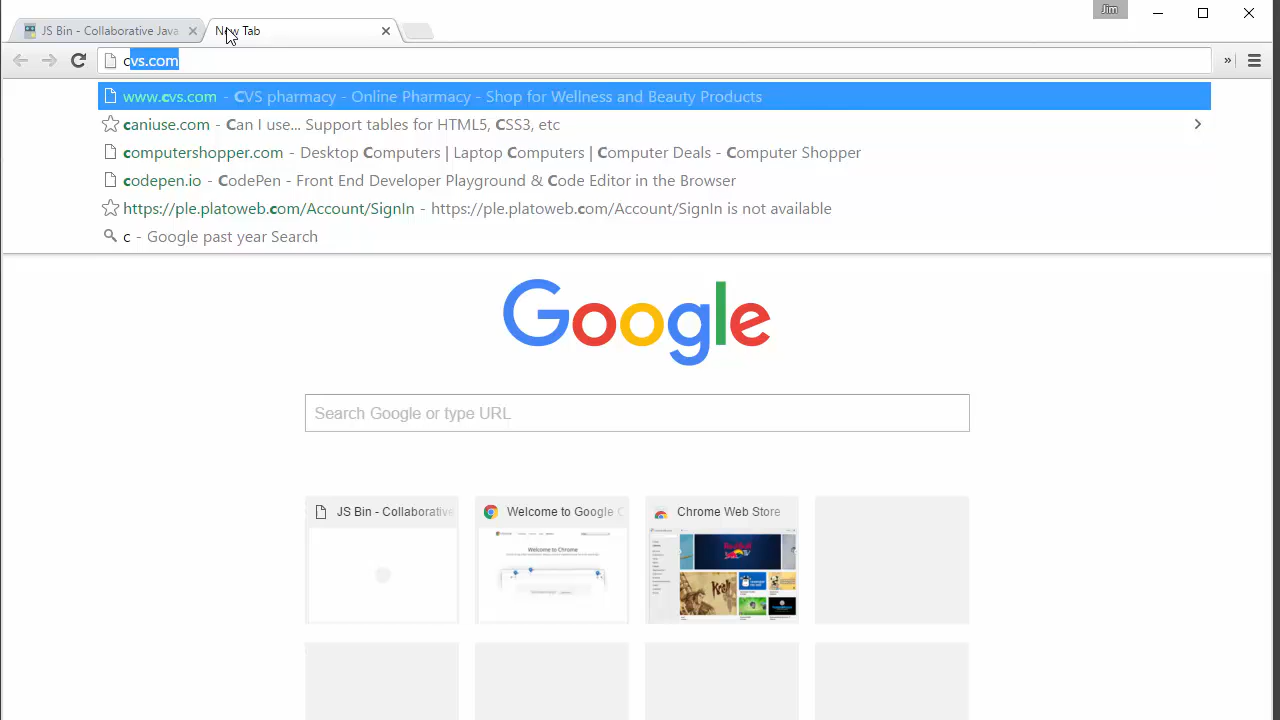 Jim
JS Bin - Collaborative Java
New Tab
cvs.com
»
www.cvs.com - CVS pharmacy - Online Pharmacy - Shop for Wellness and Beauty Products
caniuse.com - Can I use... Support tables for HTML5, CSS3, etc
computershopper.com - Desktop Computers | Laptop Computers | Computer Deals - Computer Shopper
codepen.io - CodePen - Front End Developer Playground & Code Editor in the Browser
https://ple.platoweb.com/Account/SignIn - https://ple.platoweb.com/Account/SignIn is not available
c - Google past year Search
Google
Search Google or type URL
JS Bin - Collaborative
Welcome to Google C
Chrome Web Store
Welcome to Chrome